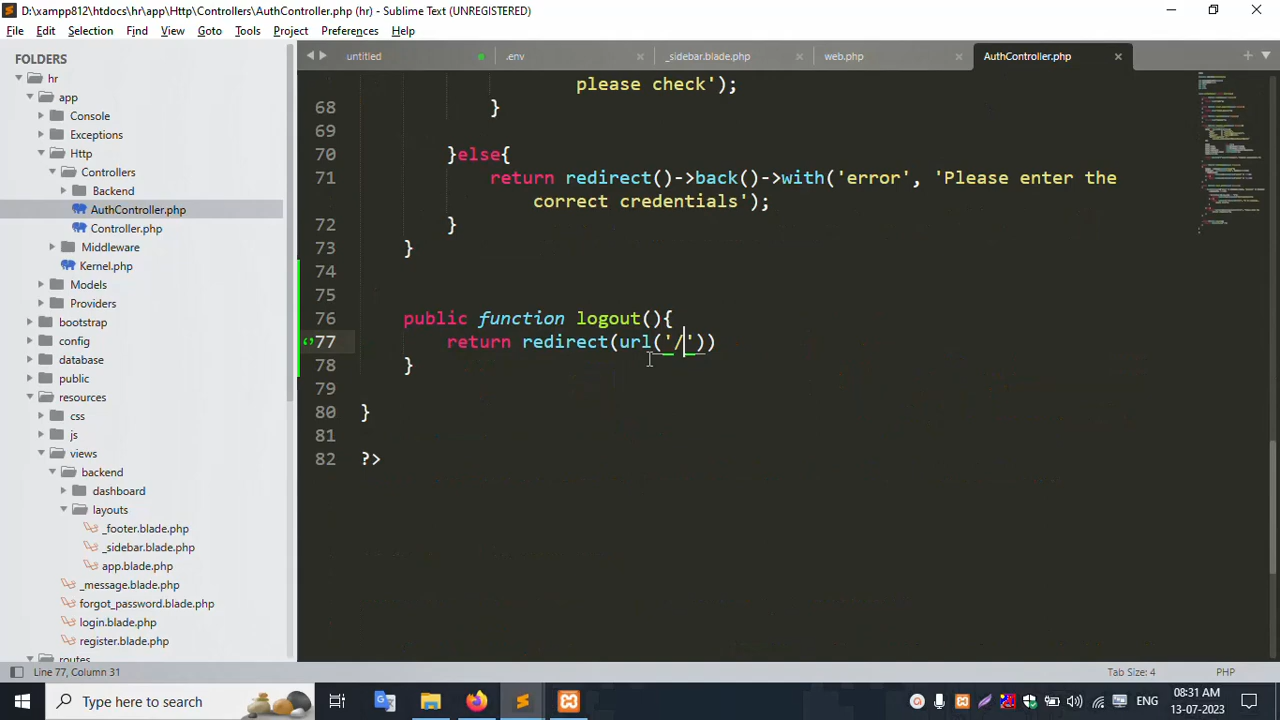 D:\xampp812\htdocs\hr\app\Http\Controllers\AuthController.php (hr) - Sublime Text (UNREGISTERED)
File Edit Selection Find View Goto Tools Project Preferences Help
FOLDERS
hr
app
Console
Exceptions
Http
Controllers
Backend
AuthController.php
Controller.php
Middleware
Kernel.php
Models
Providers
bootstrap
config
database
public
resources
css
js
views
backend
dashboard
layouts
_footer.blade.php
_sidebar.blade.php
app.blade.php
_message.blade.php
forgot_password.blade.php
login.blade.php
register.blade.php
routes
untitled .env _sidebar.blade.php web.php AuthController.php
please check');
68 }
69
70 }else{
71 return redirect()->back()->with('error', 'Please enter the
correct credentials');
72 }
73 }
74
75
76 public function logout(){
77 return redirect(url('/'))
78 }
79
80 }
81
82 ?>
Line 77, Column 31 Tab Size: 4 PHP
Type here to search ENG 08:31 AM
13-07-2023